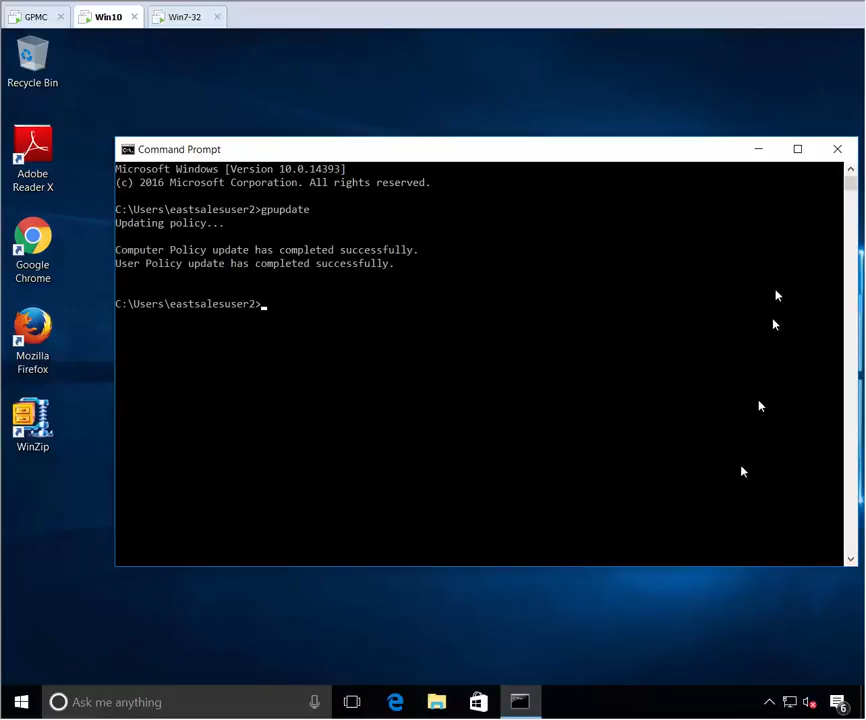 GPMC
Win10
Win7-32
Recycle Bin
Adobe
Reader X
Google
Chrome
Mozilla
Firefox
WinZip
Command Prompt
Microsoft Windows [Version 10.0.14393]
(c) 2016 Microsoft Corporation. All rights reserved.
C:\Users\eastsalesuser2>gpupdate
Updating policy...
Computer Policy update has completed successfully.
User Policy update has completed successfully.
C:\Users\eastsalesuser2>
Ask me anything
6